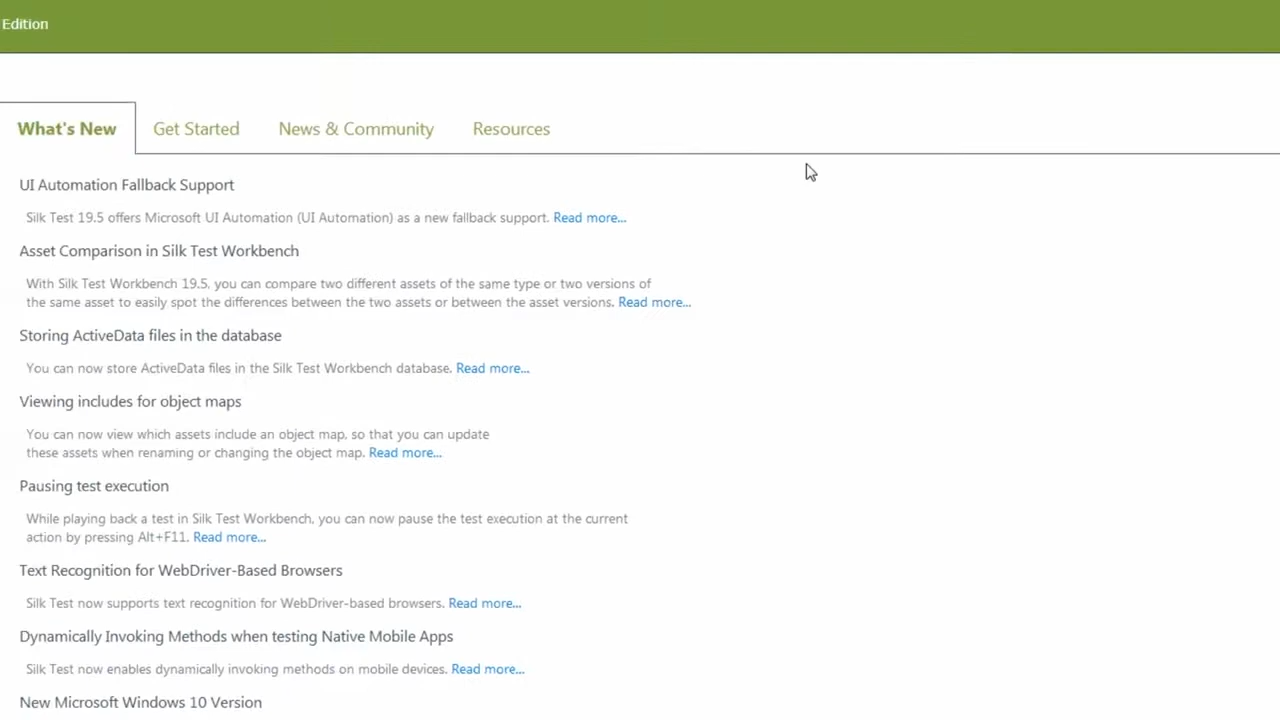 Edition
What's New
Get Started
News & Community
Resources
UI Automation Fallback Support
Silk Test 19.5 offers Microsoft UI Automation (UI Automation) as a new fallback support. Read more...
Asset Comparison in Silk Test Workbench
With Silk Test Workbench 19.5, you can compare two different assets of the same type or two versions of
the same asset to easily spot the differences between the two assets or between the asset versions. Read more...
Storing ActiveData files in the database
You can now store ActiveData files in the Silk Test Workbench database. Read more...
Viewing includes for object maps
You can now view which assets include an object map, so that you can update
these assets when renaming or changing the object map. Read more...
Pausing test execution
While playing back a test in Silk Test Workbench, you can now pause the test execution at the current
action by pressing Alt+F11. Read more...
Text Recognition for WebDriver-Based Browsers
Silk Test now supports text recognition for WebDriver-based browsers. Read more...
Dynamically Invoking Methods when testing Native Mobile Apps
Silk Test now enables dynamically invoking methods on mobile devices. Read more...
New Microsoft Windows 10 Version